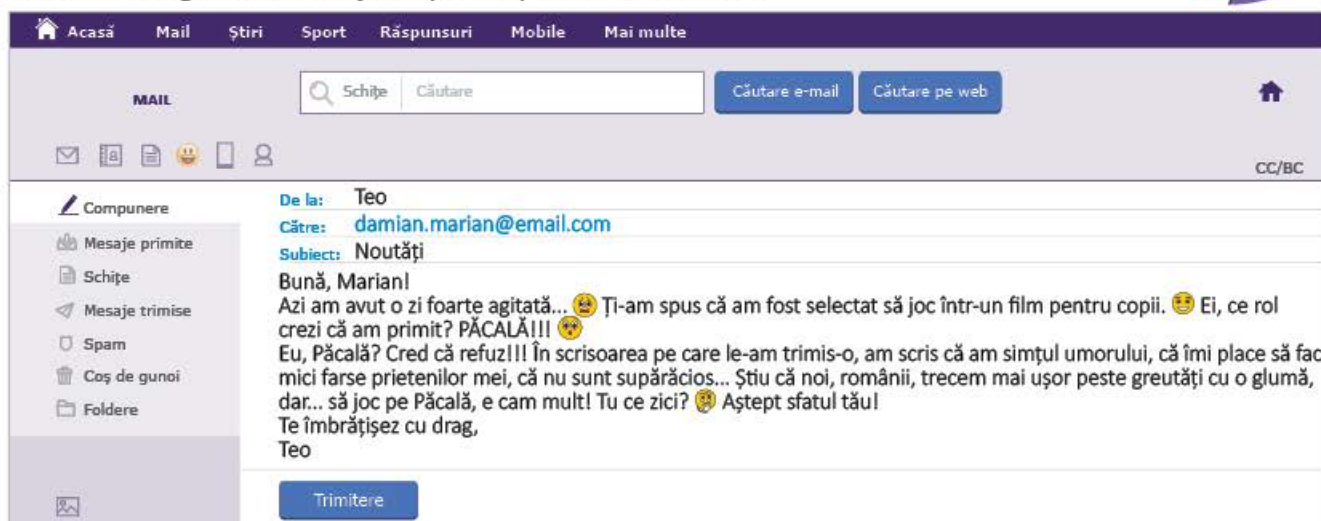 Acasă Mail Știri Sport Răspunsuri Mobile Mai multe
MAIL
Schițe Căutare Căutare e-mail Căutare pe web
CC/BC
Compunere
Mesaje primite
Schițe
Mesaje trimise
Spam
Coș de gunoi
Foldere
De la: Teo
Către: damian.marian@email.com
Subiect: Noutăți
Bună, Marian!
Azi am avut o zi foarte agitată... Ți-am spus că am fost selectat să joc într-un film pentru copii. Ei, ce rol
crezi că am primit? PĂCALĂ!!!
Eu, Păcală? Cred că refuz!!! În scrisoarea pe care le-am trimis-o, am scris că am simțul umorului, că îmi place să fac
mici farse prietenilor mei, că nu sunt supărăcios... Știu că noi, românii, trecem mai ușor peste greutăți cu o glumă,
dar... să joc pe Păcală, e cam mult! Tu ce zici? Aștept sfatul tău!
Te îmbrățișez cu drag,
Teo
Trimitere